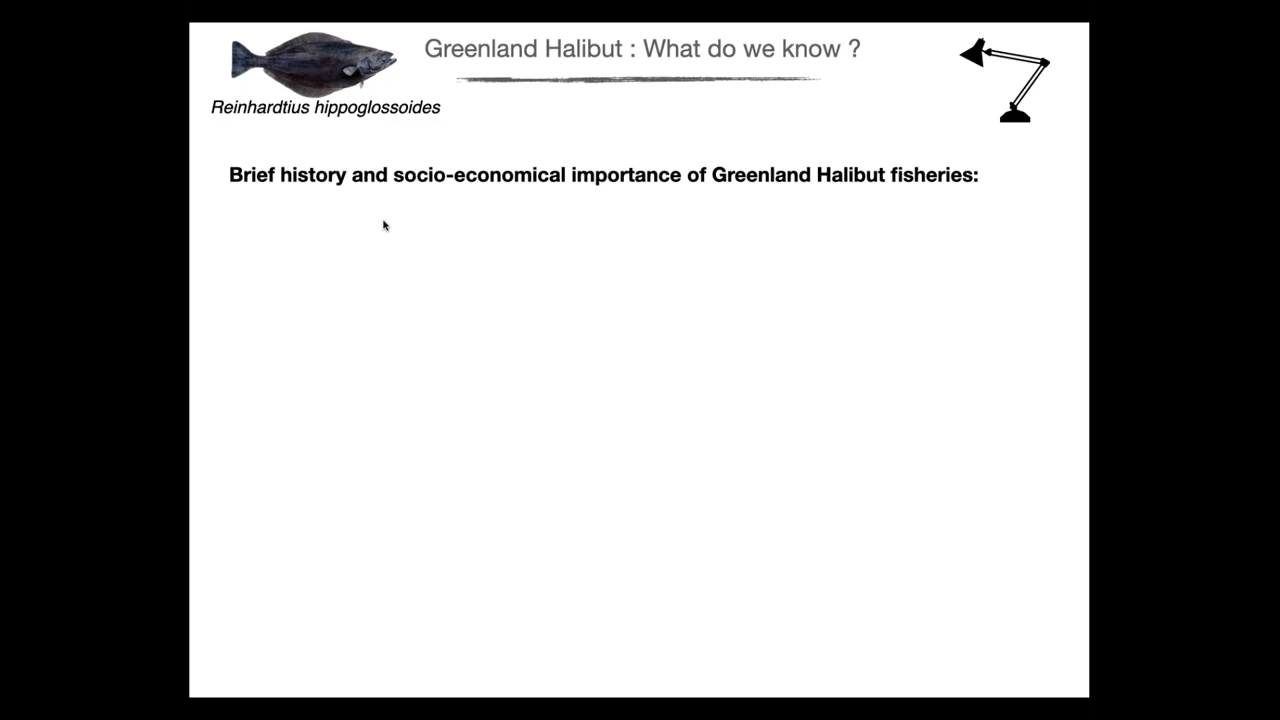 Greenland Halibut : What do we know ?
Reinhardtius hippoglossoides
Brief history and socio-economical importance of Greenland Halibut fisheries: